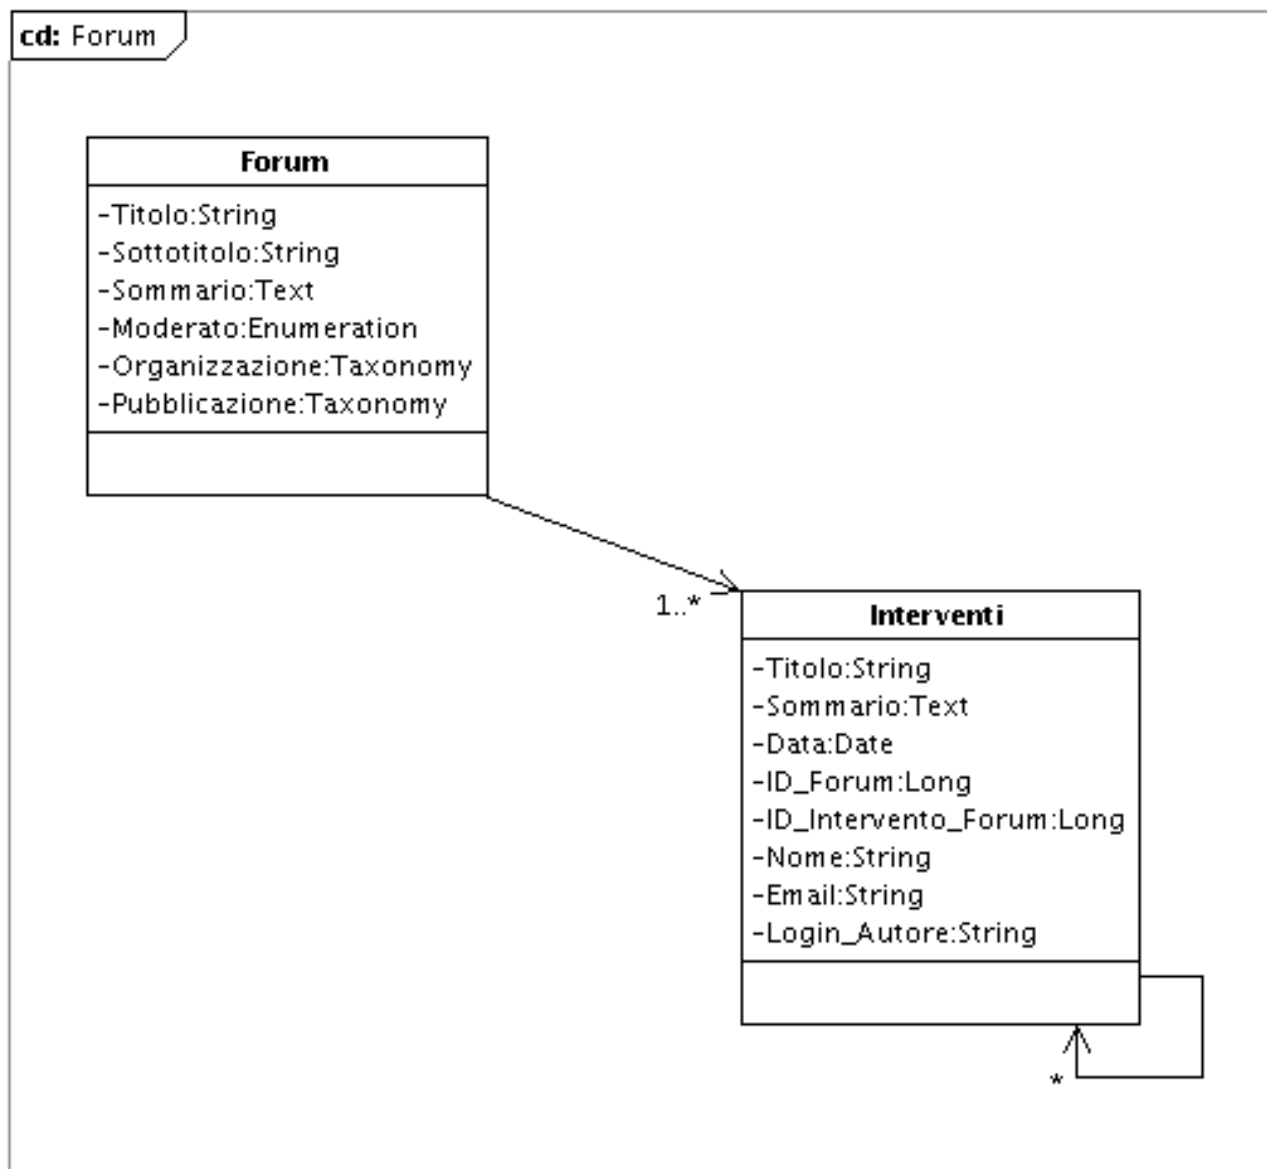 cd: Forum
Forum
-Titolo:String
-Sottotitolo:String
-Sommario:Text
-Moderato:Enumeration
-Organizzazione:Taxonomy
-Pubblicazione:Taxonomy
1..*
Interventi
-Titolo:String
-Sommario:Text
-Data:Date
-ID_Forum:Long
-ID_Intervento_Forum:Long
-Nome:String
-Email:String
-Login_Autore:String
*